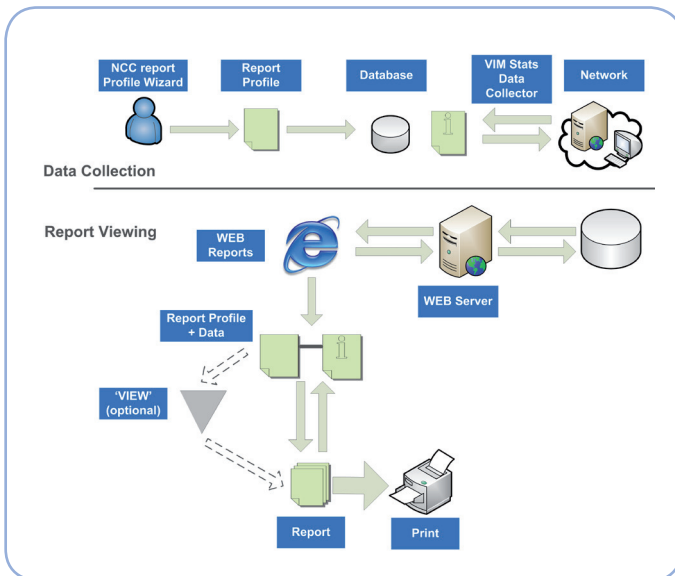 NCC report
Profile Wizard
Report
Profile
Database
VIM Stats
Data
Collector
Network
Data Collection
Report Viewing
WEB
Reports
WEB Server
Report Profile
+ Data
‘VIEW’
(optional)
Report
Print